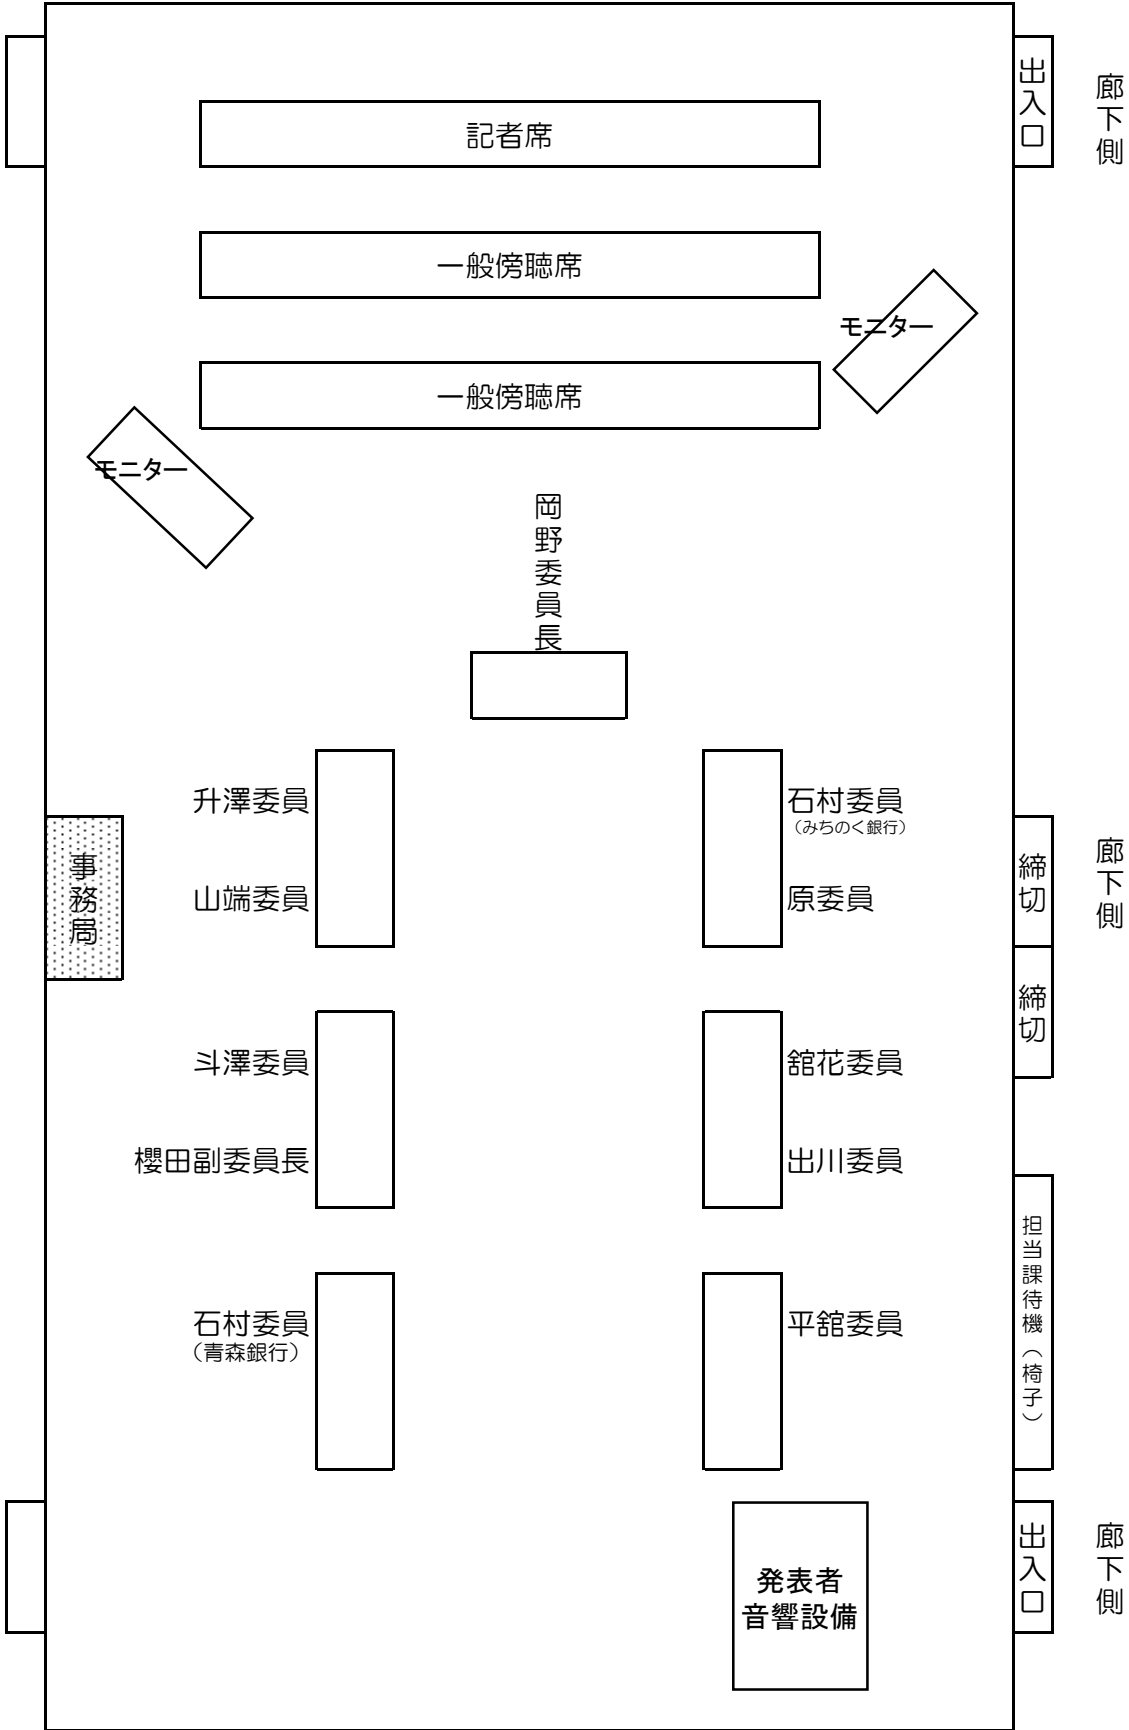 出入口
廊下側
記者席
一般傍聴席
モニター
一般傍聴席
モニター
岡野委員長
升澤委員
石村委員
（みちのく銀行）
山端委員
原委員
事務局
締切
廊下側
締切
斗澤委員
舘花委員
櫻田副委員長
出川委員
担当課待機（椅子）
石村委員
（青森銀行）
平舘委員
出入口
廊下側
発表者
音響設備